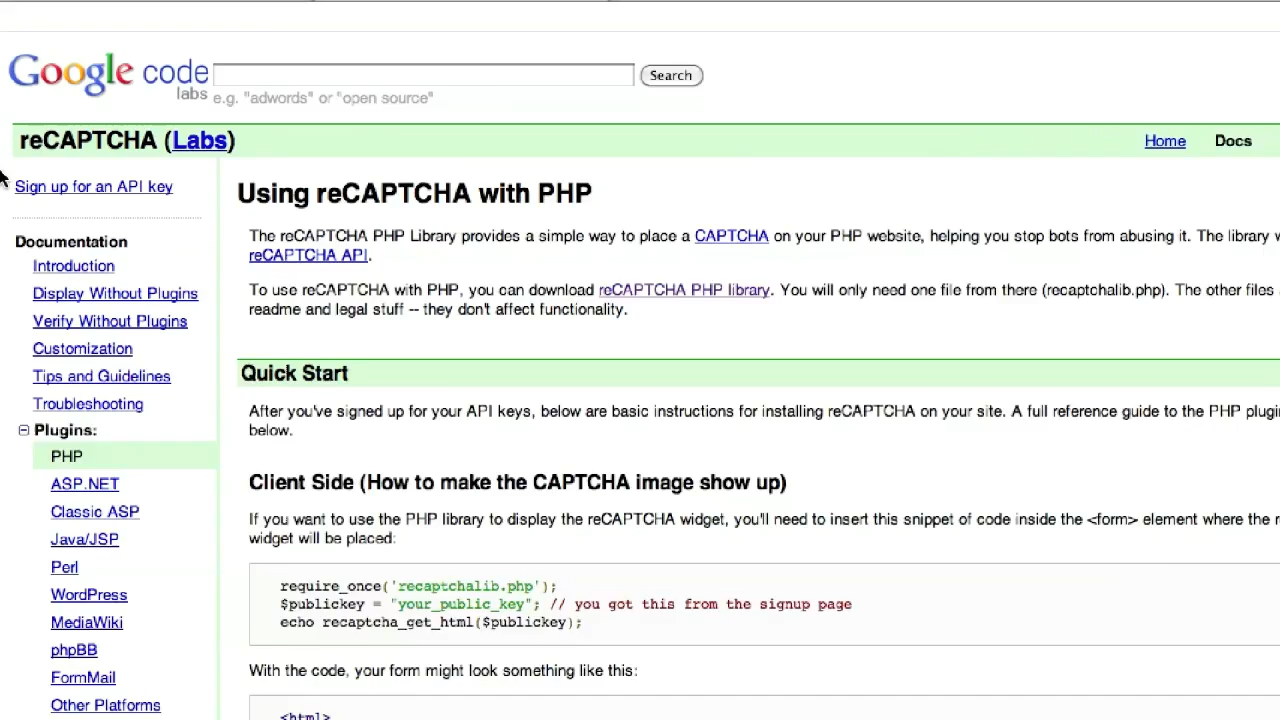 Google code
labs
Search
e.g. "adwords" or "open source"
reCAPTCHA (Labs)
Home
Docs
Sign up for an API key
Documentation
Introduction
Display Without Plugins
Verify Without Plugins
Customization
Tips and Guidelines
Troubleshooting
Plugins:
PHP
ASP.NET
Classic ASP
Java/JSP
Perl
WordPress
MediaWiki
phpBB
FormMail
Other Platforms
Using reCAPTCHA with PHP
The reCAPTCHA PHP Library provides a simple way to place a CAPTCHA on your PHP website, helping you stop bots from abusing it. The library
reCAPTCHA API.
To use reCAPTCHA with PHP, you can download reCAPTCHA PHP library. You will only need one file from there (recaptchalib.php). The other files
readme and legal stuff -- they don't affect functionality.
Quick Start
After you've signed up for your API keys, below are basic instructions for installing reCAPTCHA on your site. A full reference guide to the PHP
below.
Client Side (How to make the CAPTCHA image show up)
If you want to use the PHP library to display the reCAPTCHA widget, you'll need to insert this snippet of code inside the <form> element where the
widget will be placed:
require_once('recaptchalib.php');
$publickey = "your_public_key"; // you got this from the signup page
echo recaptcha_get_html($publickey);
With the code, your form might look something like this:
<html>